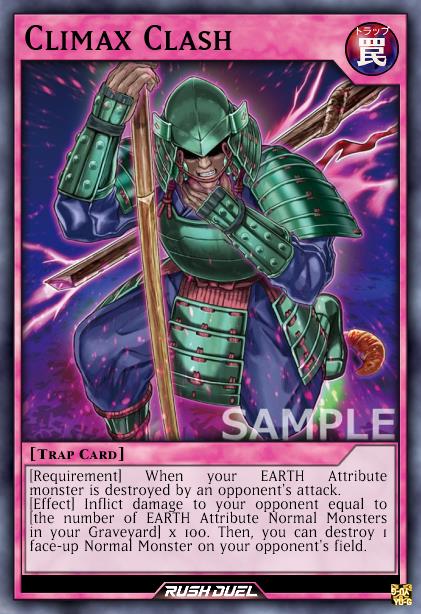 CLIMAX CLASH
トラップ
罠
SAMPLE
[TRAP CARD]
[Requirement] When your EARTH Attribute
monster is destroyed by an opponent's attack.
[Effect] Inflict damage to your opponent equal to
[the number of EARTH Attribute Normal Monsters
in your Graveyard] x 100. Then, you can destroy 1
face-up Normal Monster on your opponent's field.
RUSH DUEL